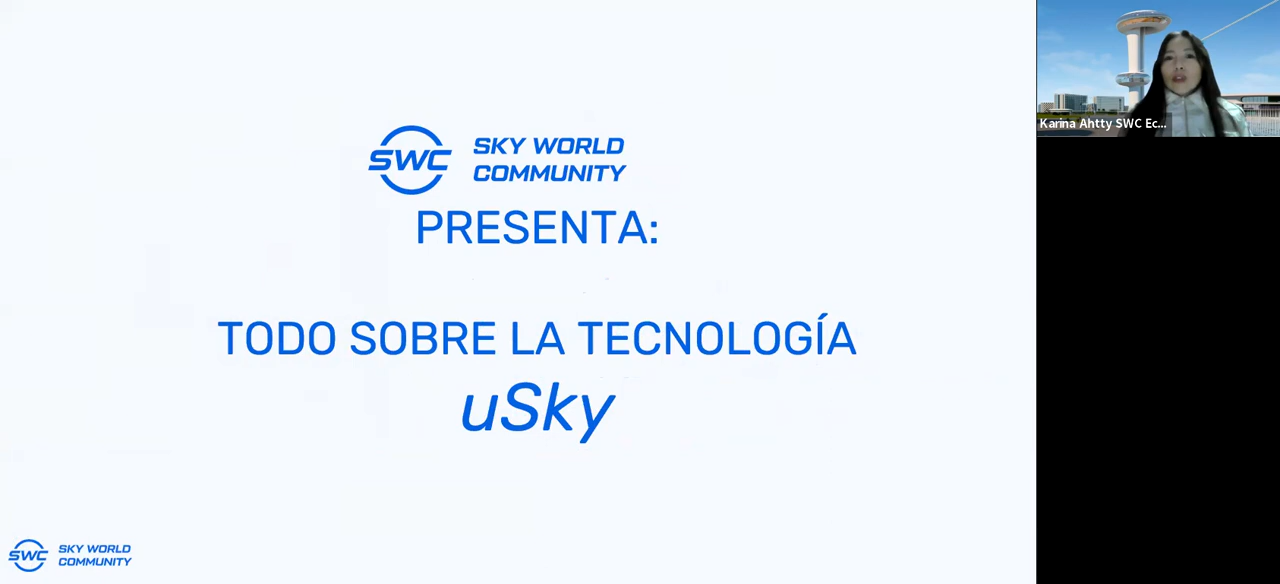 SWC
SKY WORLD
COMMUNITY
PRESENTA:
TODO SOBRE LA TECNOLOGÍA
uSky
SWC
SKY WORLD
COMMUNITY
Karina Ahtty SWC Ec...